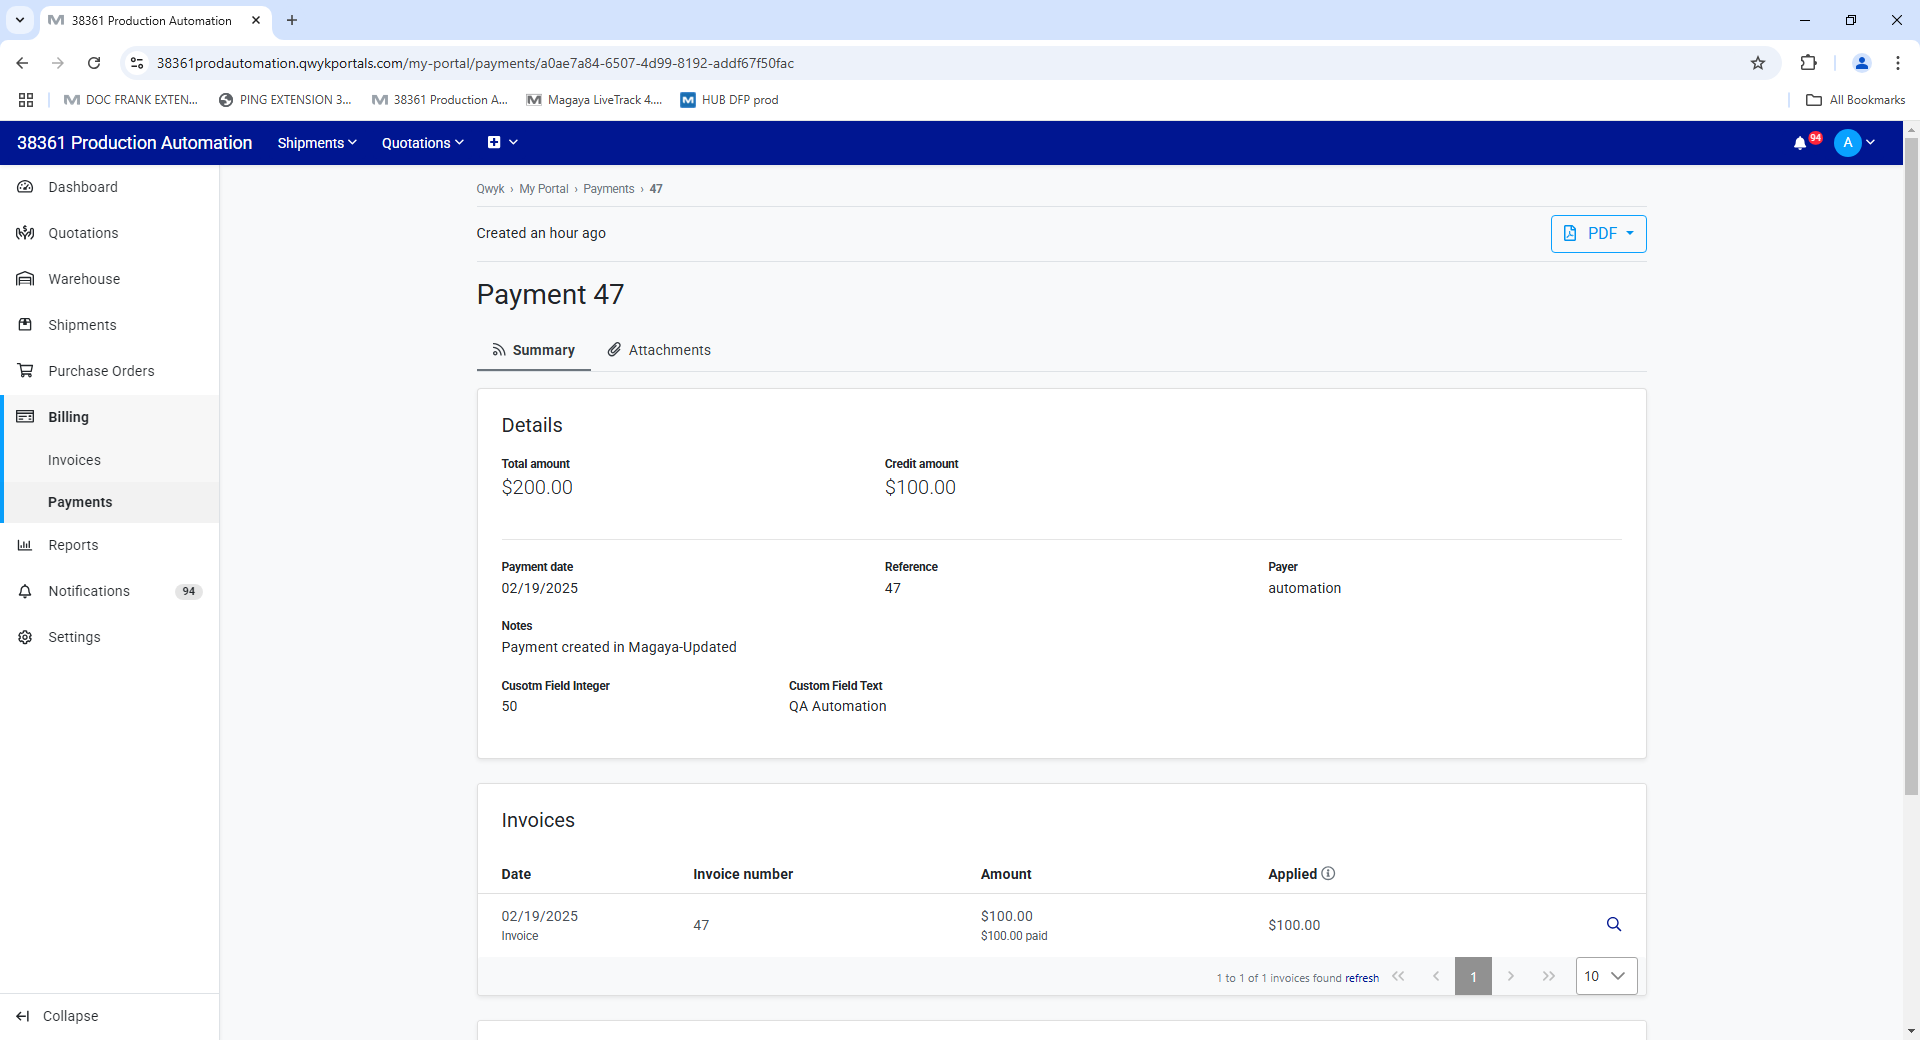 38361 Production Automation
38361prodautomation.qwykportals.com/my-portal/payments/a0ae7a84-6507-4d99-8192-addf67f50fac
DOC FRANK EXTEN...
PING EXTENSION 3...
38361 Production A...
Magaya LiveTrack 4....
HUB DFP prod
All Bookmarks
38361 Production Automation
Shipments
Quotations
94
A
Dashboard
Quotations
Warehouse
Shipments
Purchase Orders
Billing
Invoices
Payments
Reports
Notifications 94
Settings
Collapse
Qwyk › My Portal › Payments › 47
Created an hour ago
PDF
Payment 47
Summary
Attachments
Details
Total amount
$200.00
Credit amount
$100.00
Payment date
02/19/2025
Reference
47
Payer
automation
Notes
Payment created in Magaya-Updated
Cusotm Field Integer
50
Custom Field Text
QA Automation
Invoices
Date Invoice number Amount Applied
02/19/2025
Invoice
47
$100.00
$100.00 paid
$100.00
1 to 1 of 1 invoices found refresh
1
10